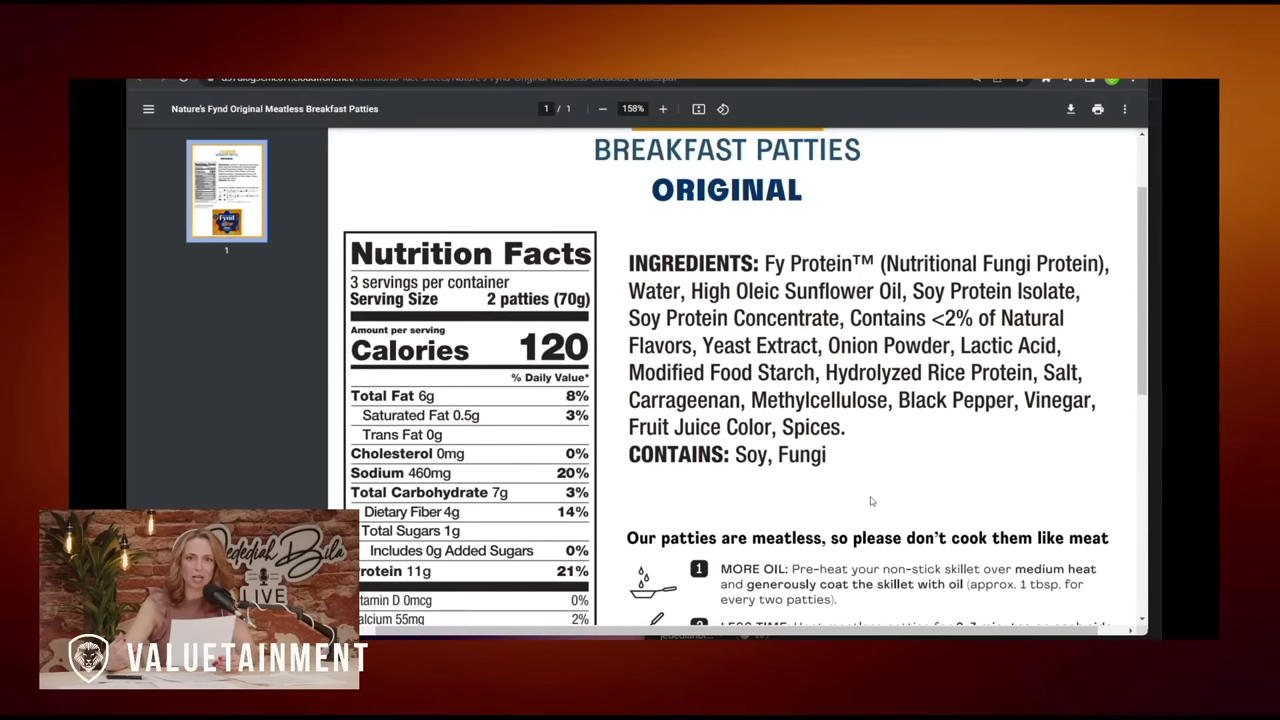 Nature's Fynd Original Meatless Breakfast Patties
1 / 1
158%
BREAKFAST PATTIES
ORIGINAL
1
Nutrition Facts
3 servings per container
Serving Size 2 patties (70g)
Amount per serving
Calories 120
% Daily Value*
Total Fat 6g 8%
Saturated Fat 0.5g 3%
Trans Fat 0g
Cholesterol 0mg 0%
Sodium 460mg 20%
Total Carbohydrate 7g 3%
Dietary Fiber 4g 14%
Total Sugars 1g
Includes 0g Added Sugars 0%
rotein 11g 21%
tamin D 0mcg 0%
alcium 55mg 2%
INGREDIENTS: Fy Protein™ (Nutritional Fungi Protein),
Water, High Oleic Sunflower Oil, Soy Protein Isolate,
Soy Protein Concentrate, Contains <2% of Natural
Flavors, Yeast Extract, Onion Powder, Lactic Acid,
Modified Food Starch, Hydrolyzed Rice Protein, Salt,
Carrageenan, Methylcellulose, Black Pepper, Vinegar,
Fruit Juice Color, Spices.
CONTAINS: Soy, Fungi
Our patties are meatless, so please don't cook them like meat
1 MORE OIL: Pre-heat your non-stick skillet over medium heat
and generously coat the skillet with oil (approx. 1 tbsp. for
every two patties).
Jedediah Bila
LIVE
VALUETAINMENT